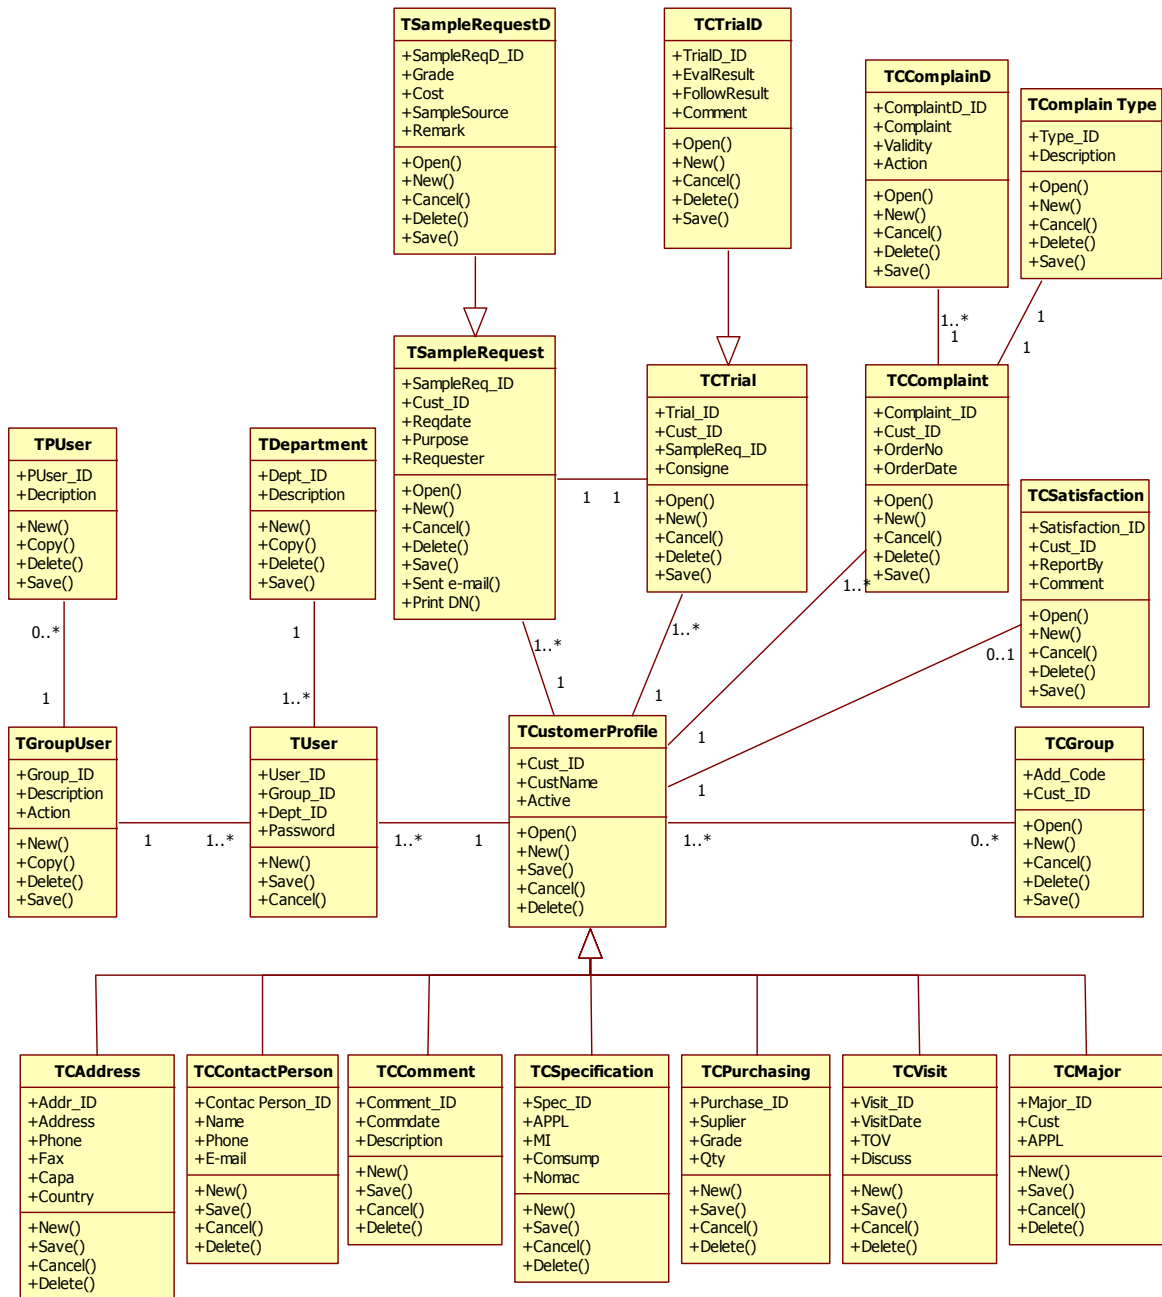 TSampleRequestD
+SampleReqD_ID
+Grade
+Cost
+SampleSource
+Remark
+Open()
+New()
+Cancel()
+Delete()
+Save()
TCTrialD
+TrialD_ID
+EvalResult
+FollowResult
+Comment
+Open()
+New()
+Cancel()
+Delete()
+Save()
TCComplainD
+ComplaintD_ID
+Complaint
+Validity
+Action
+Open()
+New()
+Cancel()
+Delete()
+Save()
TComplain Type
+Type_ID
+Description
+Open()
+New()
+Cancel()
+Delete()
+Save()
1..*
1
1
1
TSampleRequest
+SampleReq_ID
+Cust_ID
+Reqdate
+Purpose
+Requester
+Open()
+New()
+Cancel()
+Delete()
+Save()
+Sent e-mail()
+Print DN()
1
1
TCTrial
+Trial_ID
+Cust_ID
+SampleReq_ID
+Consigne
+Open()
+New()
+Cancel()
+Delete()
+Save()
TCComplaint
+Complaint_ID
+Cust_ID
+OrderNo
+OrderDate
+Open()
+New()
+Cancel()
+Delete()
+Save()
TCSatisfaction
+Satisfaction_ID
+Cust_ID
+ReportBy
+Comment
+Open()
+New()
+Cancel()
+Delete()
+Save()
TPUser
+PUser_ID
+Decription
+New()
+Copy()
+Delete()
+Save()
TDepartment
+Dept_ID
+Description
+New()
+Copy()
+Delete()
+Save()
0..*
1
1
1..*
1..*
1
1..*
1
1..*
1
0..1
1
TGroupUser
+Group_ID
+Description
+Action
+New()
+Copy()
+Delete()
+Save()
1
1..*
TUser
+User_ID
+Group_ID
+Dept_ID
+Password
+New()
+Save()
+Cancel()
1..*
1
TCustomerProfile
+Cust_ID
+CustName
+Active
+Open()
+New()
+Save()
+Cancel()
+Delete()
1..*
0..*
TCGroup
+Add_Code
+Cust_ID
+Open()
+New()
+Cancel()
+Delete()
+Save()
TCAddress
+Addr_ID
+Address
+Phone
+Fax
+Capa
+Country
+New()
+Save()
+Cancel()
+Delete()
TCContactPerson
+Contac Person_ID
+Name
+Phone
+E-mail
+New()
+Save()
+Cancel()
+Delete()
TCComment
+Comment_ID
+Commdate
+Description
+New()
+Save()
+Cancel()
+Delete()
TCSpecification
+Spec_ID
+APPL
+MI
+Comsump
+Nomac
+New()
+Save()
+Cancel()
+Delete()
TCPurchasing
+Purchase_ID
+Suplier
+Grade
+Qty
+New()
+Save()
+Cancel()
+Delete()
TCVisit
+Visit_ID
+VisitDate
+TOV
+Discuss
+New()
+Save()
+Cancel()
+Delete()
TCMajor
+Major_ID
+Cust
+APPL
+New()
+Save()
+Cancel()
+Delete()